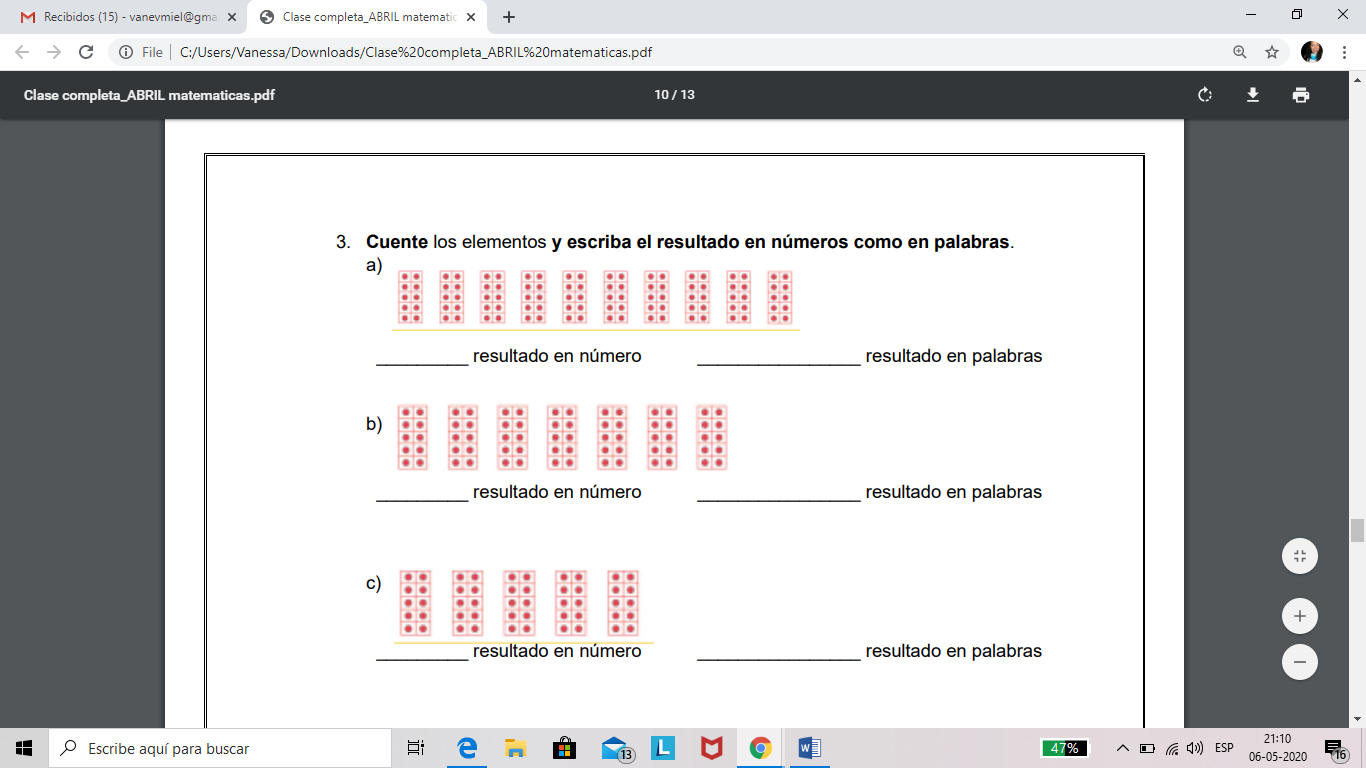 Recibidos (15) - vanevmiel@gma
Clase completa_ABRIL matematic
File
C:/Users/Vanessa/Downloads/Clase%20completa_ABRIL%20matematicas.pdf
Clase completa_ABRIL matematicas.pdf
10 / 13
3. Cuente los elementos y escriba el resultado en números como en palabras.
a)
_________ resultado en número ________________ resultado en palabras
b)
_________ resultado en número ________________ resultado en palabras
c)
_________ resultado en número ________________ resultado en palabras
Escribe aquí para buscar
13
L
W
47%
ESP
21:10
06-05-2020
16